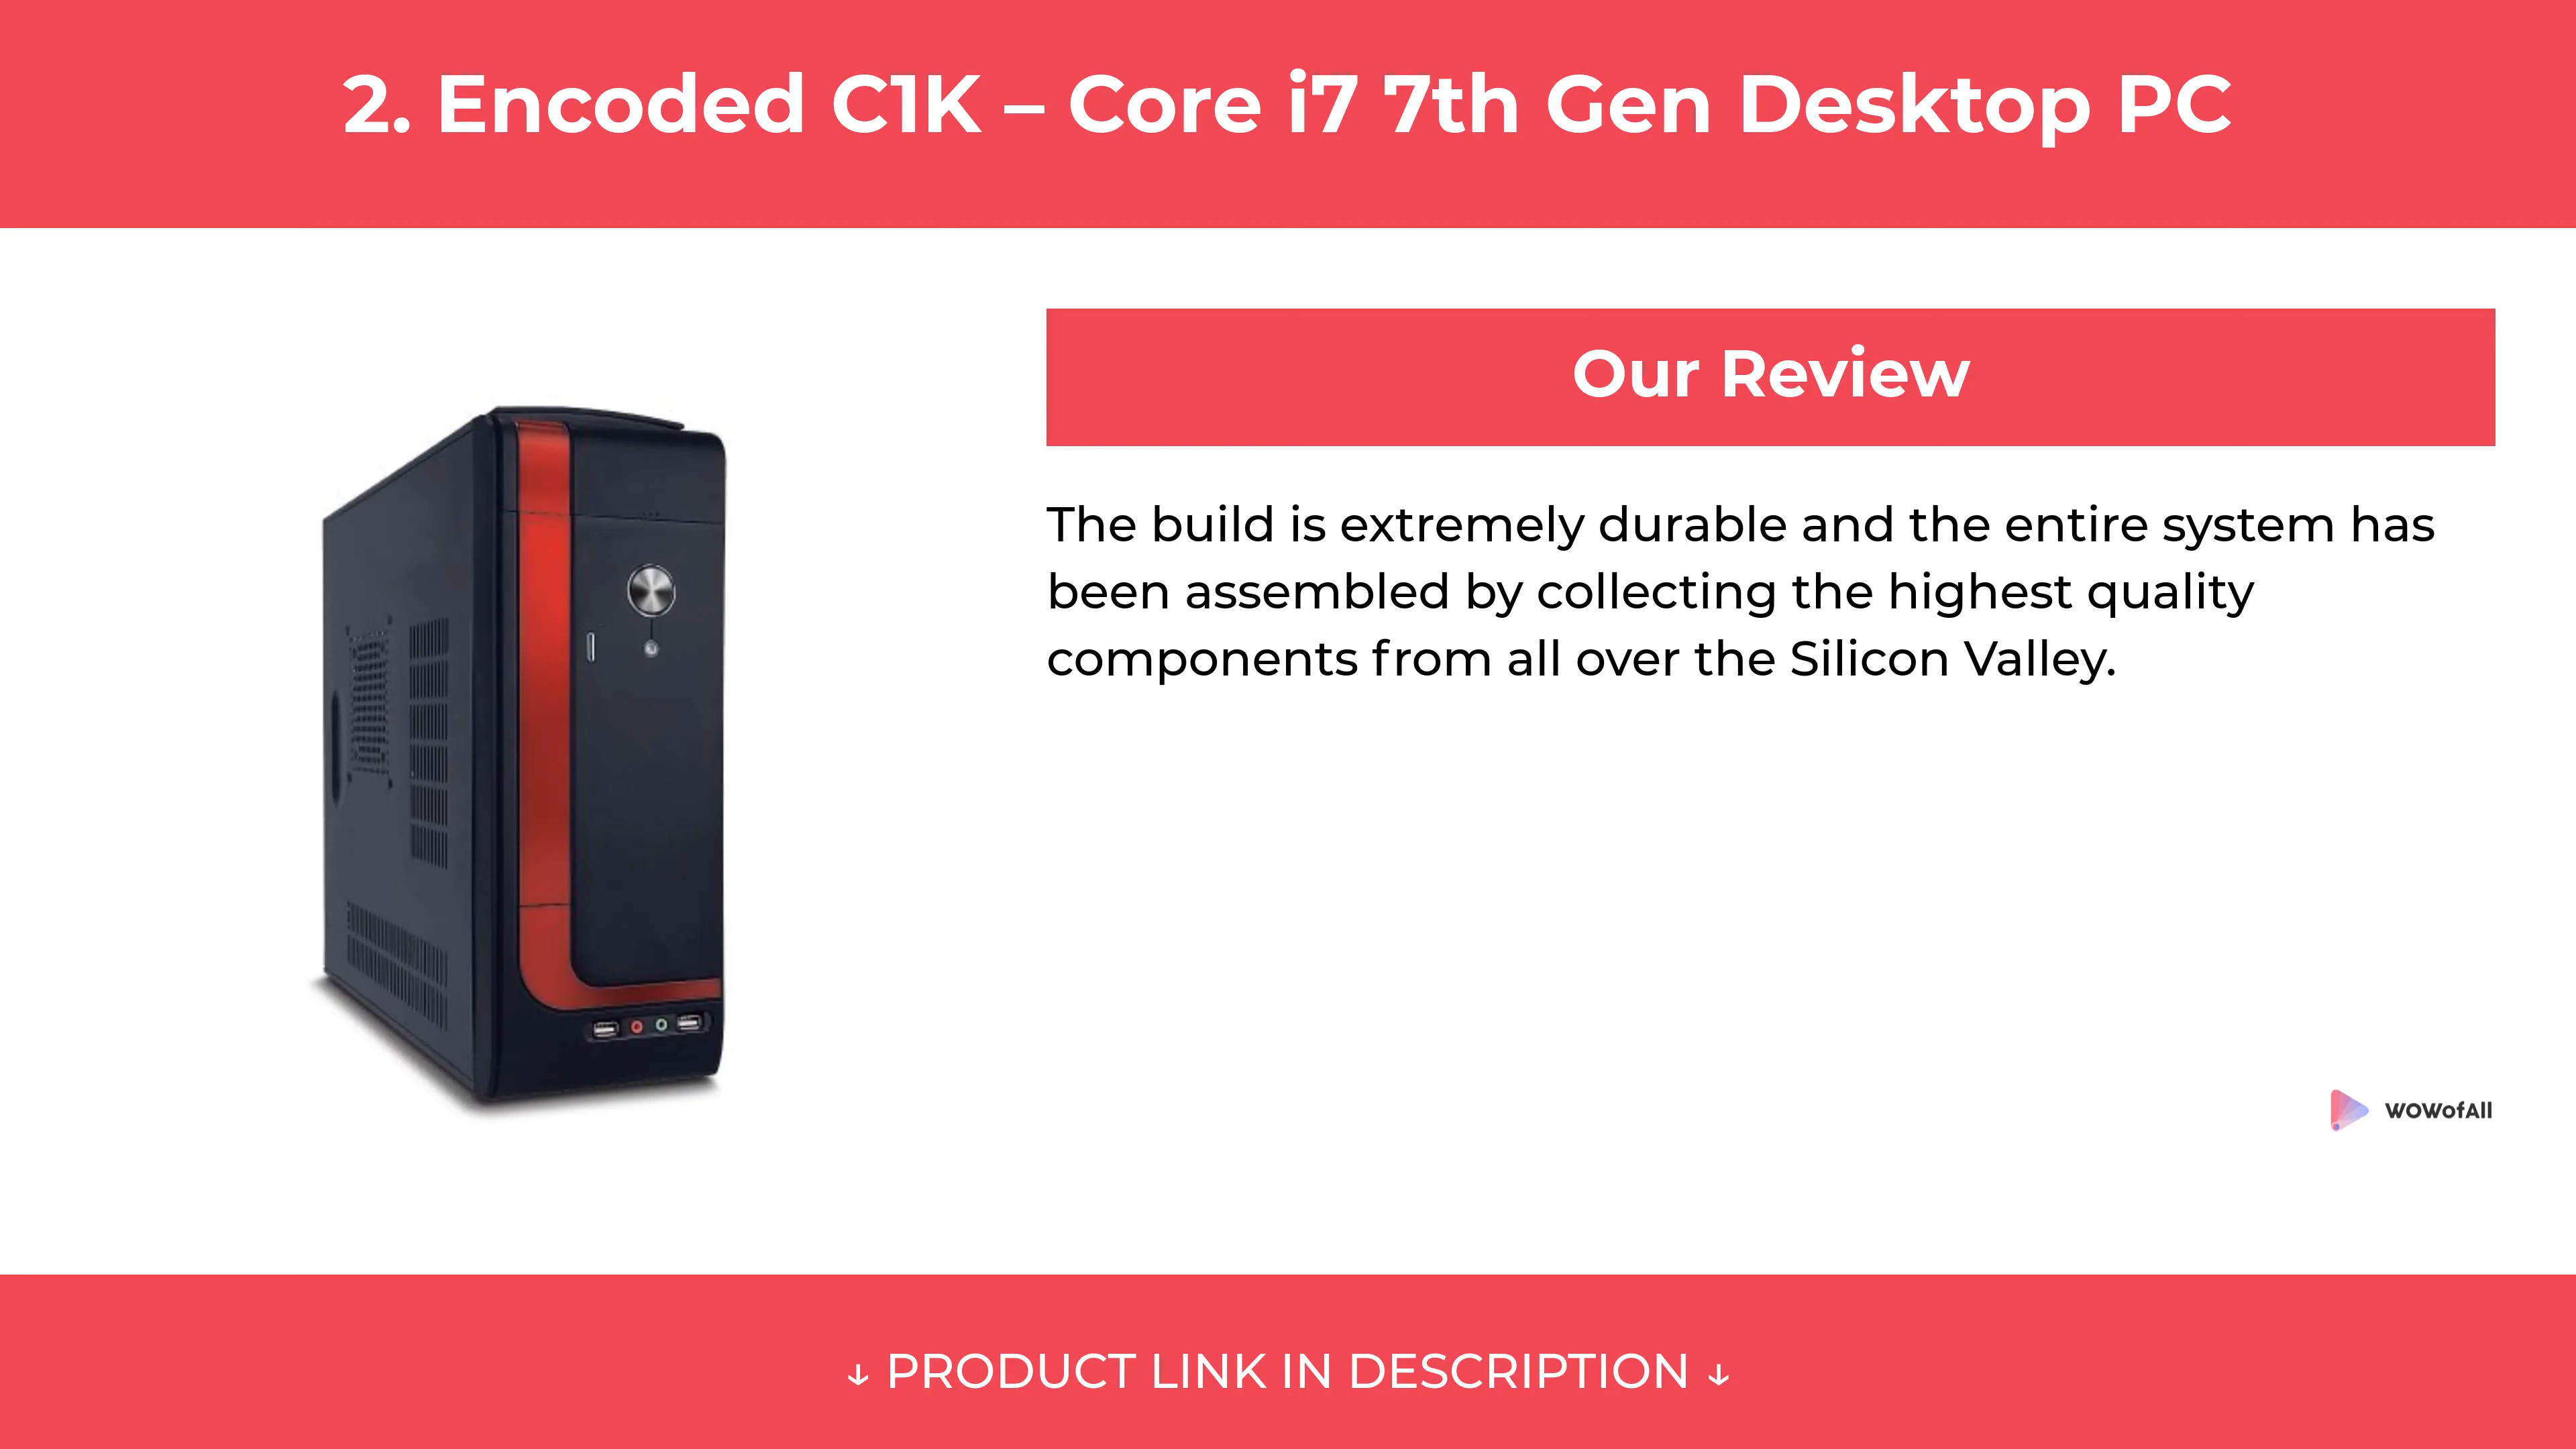 2. Encoded C1K – Core i7 7th Gen Desktop PC
Our Review
The build is extremely durable and the entire system has
been assembled by collecting the highest quality
components from all over the Silicon Valley.
WOWofAll
↓ PRODUCT LINK IN DESCRIPTION ↓